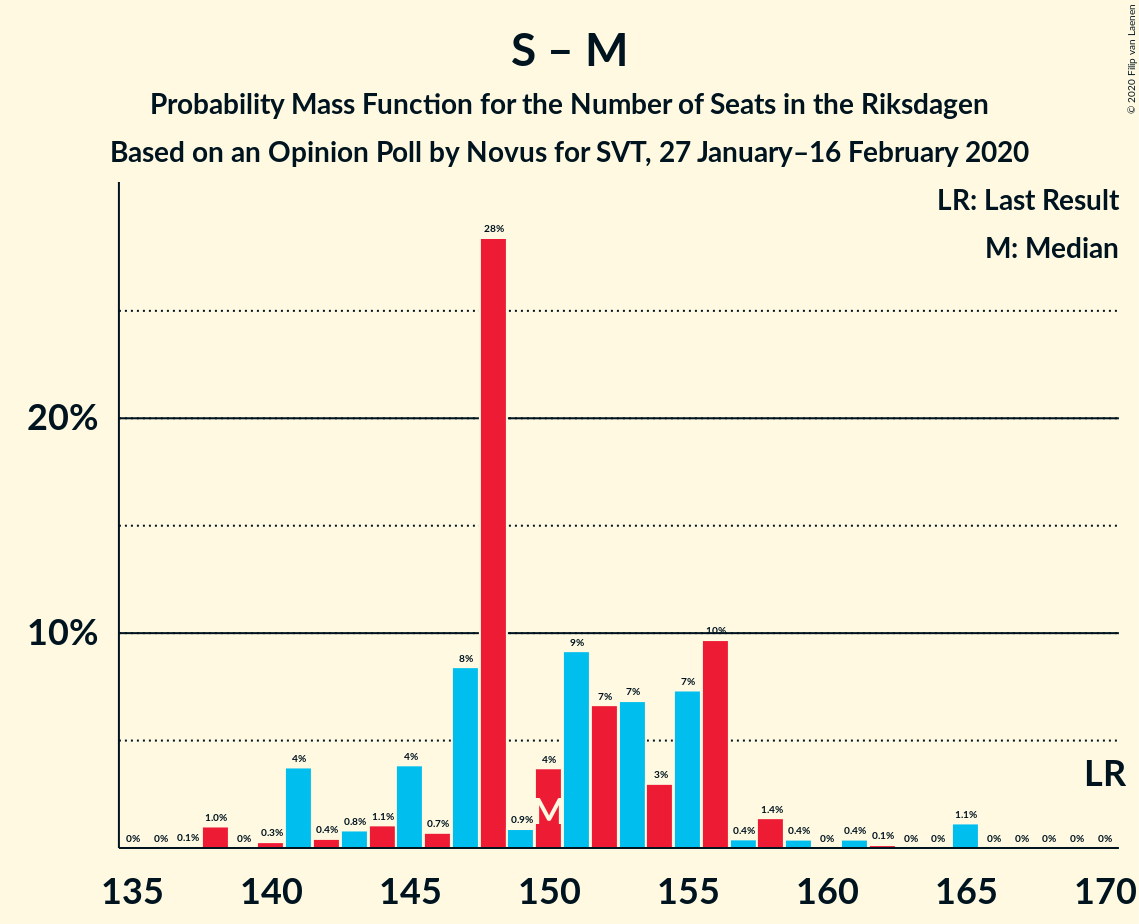 S – M
Probability Mass Function for the Number of Seats in the Riksdagen
Based on an Opinion Poll by Novus for SVT, 27 January–16 February 2020
© 2020 Filip van Laenen
LR: Last Result
M: Median
20%
10%
0% 0% 0.1% 1.0% 0% 0.3% 4% 0.4% 0.8% 1.1% 4% 0.7% 8% 28% 0.9% 4% 9% 7% 7% 3% 7% 10% 0.4% 1.4% 0.4% 0% 0.4% 0.1% 0% 0% 1.1% 0% 0% 0% 0% 0%
M
LR
135 140 145 150 155 160 165 170